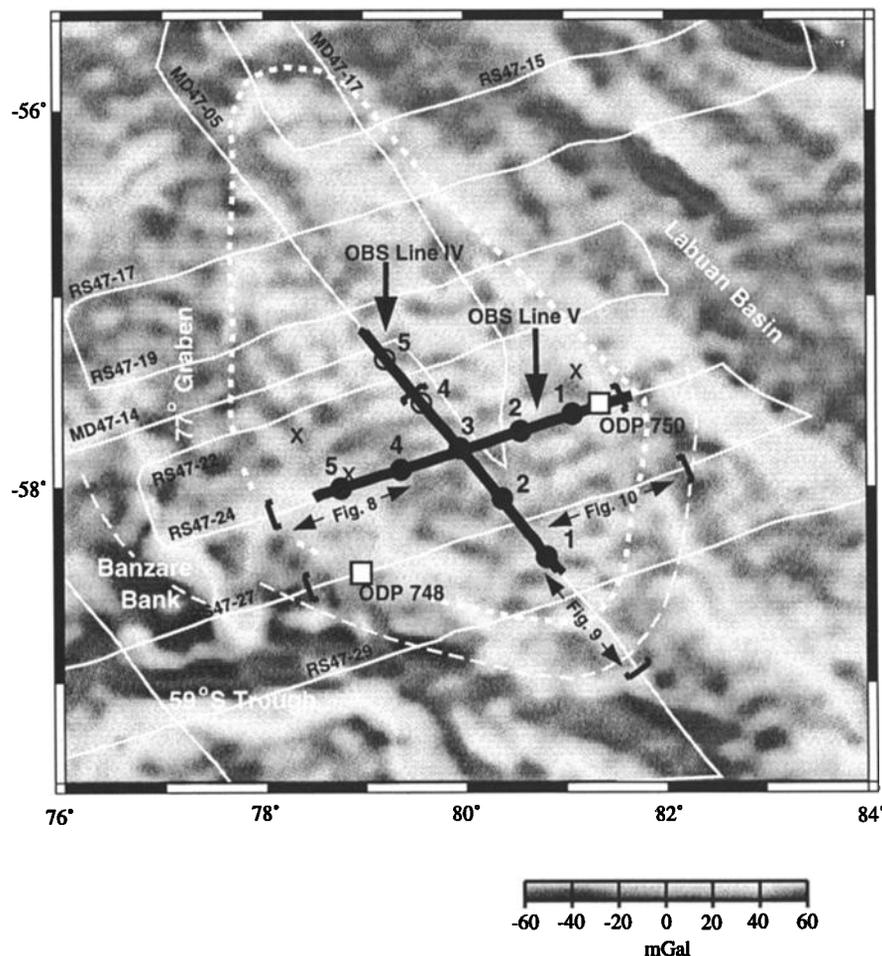 MD47-17
RS47-15
MD47-05
-56°
Labuan Basin
OBS Line IV
RS47-17
OBS Line V
77° Graben
5
RS47-19
X
4
1
MD47-14
2
ODP 750
X
3
RS47-22
4
5
X
-58°
2
Fig. 10
Fig. 8
RS47-24
1
Banzare
Bank
ODP 748
S47-27
Fig. 9
RS47-29
59°S Trough
76°
78°
80°
82°
84°
-60
-40
-20
0
20
40
60
mGal